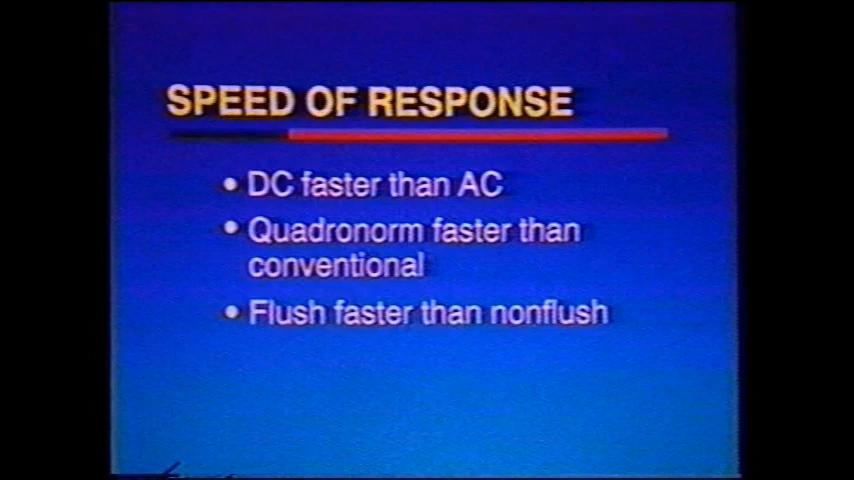 SPEED OF RESPONSE
• DC faster than AC
• Quadronorm faster than
conventional
• Flush faster than nonflush